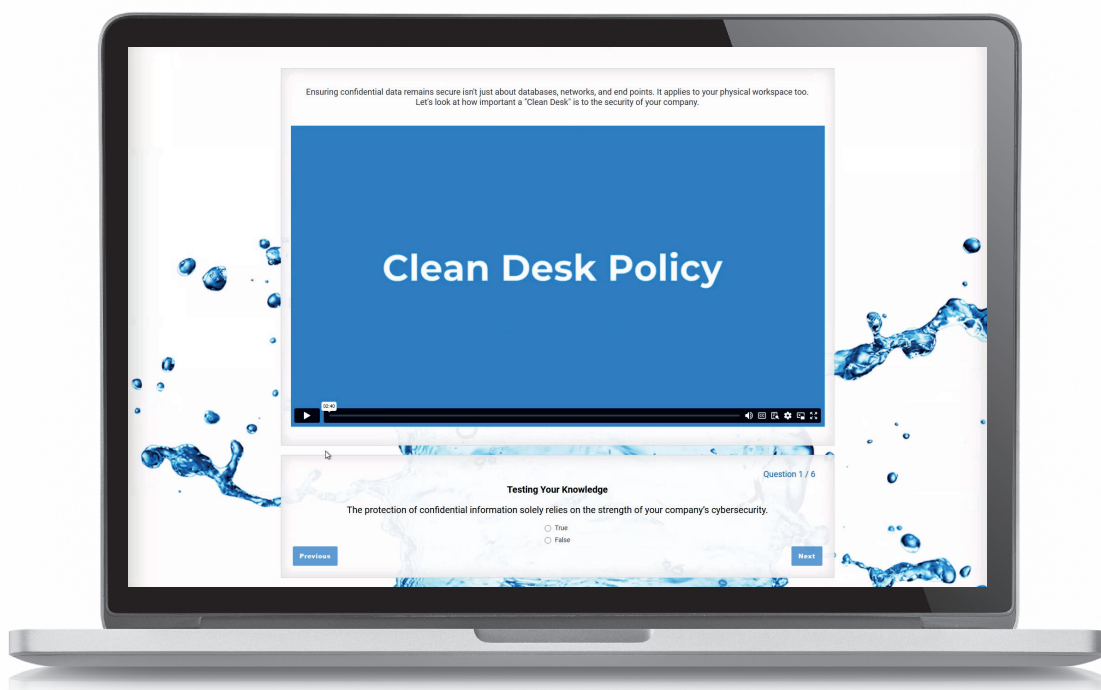 Ensuring confidential data remains secure isn't just about databases, networks, and end points. It applies to your physical workspace too.
Let's look at how important a "Clean Desk" is to the security of your company.
Clean Desk Policy
02:40
CC
Question 1 / 6
Testing Your Knowledge
The protection of confidential information solely relies on the strength of your company's cybersecurity.
True
False
Previous
Next